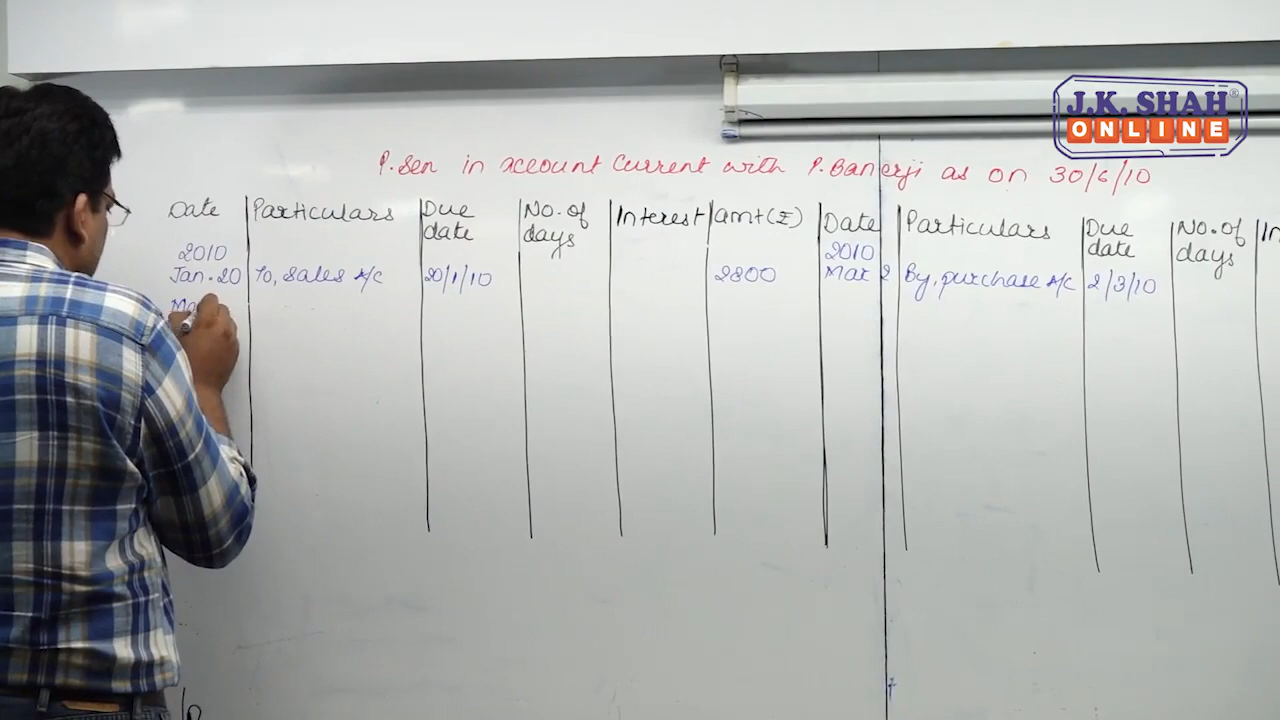 J.K. SHAH®
ONLINE
P. Sen in account current with P. Banerji as on 30/6/10
Date Particulars Due date No. of days Interest amt(₹) Date Particulars Due date No. of days In
2010 2010
Jan. 20 To, Sales A/c 20/1/10 2800 Mar 2 By, purchase A/c 2/3/10
Ma